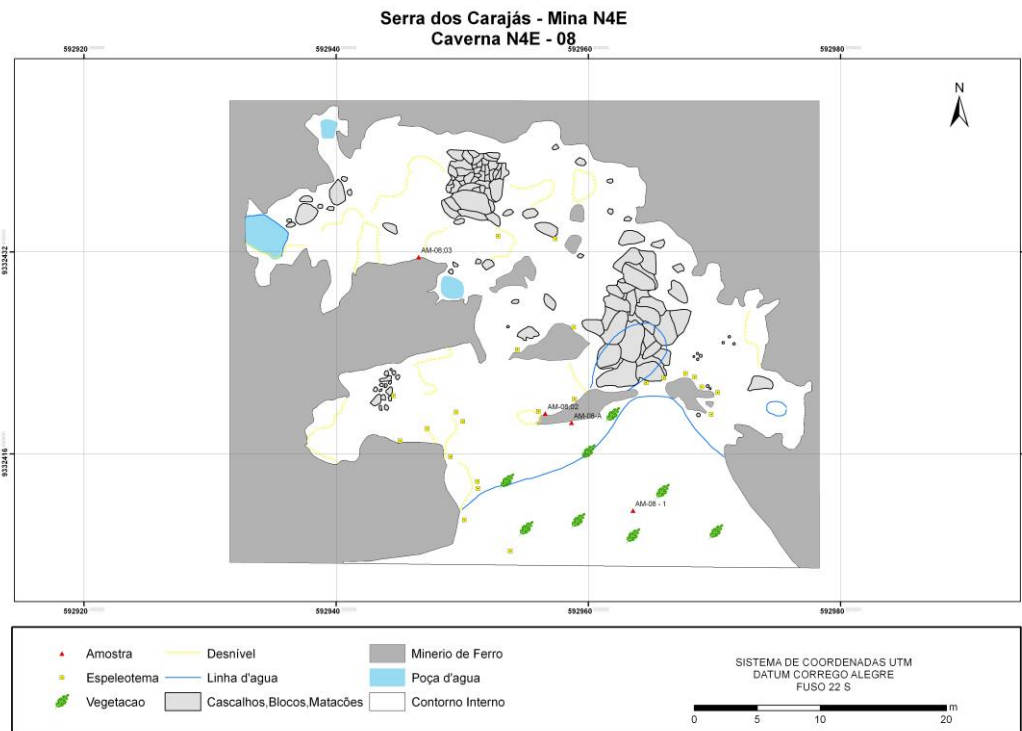 Serra dos Carajás - Mina N4E
Caverna N4E - 08
592920
592940
592960
592980
N
9332432
AM-08;03
AM-08;02
AM-08-A
9332416
AM-08 - 1
592920
592940
592960
592980
Amostra
Desnível
Minerio de Ferro
Espeleotema
Linha d'agua
Poça d'agua
Vegetacao
Cascalhos,Blocos,Matacões
Contorno Interno
SISTEMA DE COORDENADAS UTM
DATUM CORREGO ALEGRE
FUSO 22 S
m
0 5 10 20